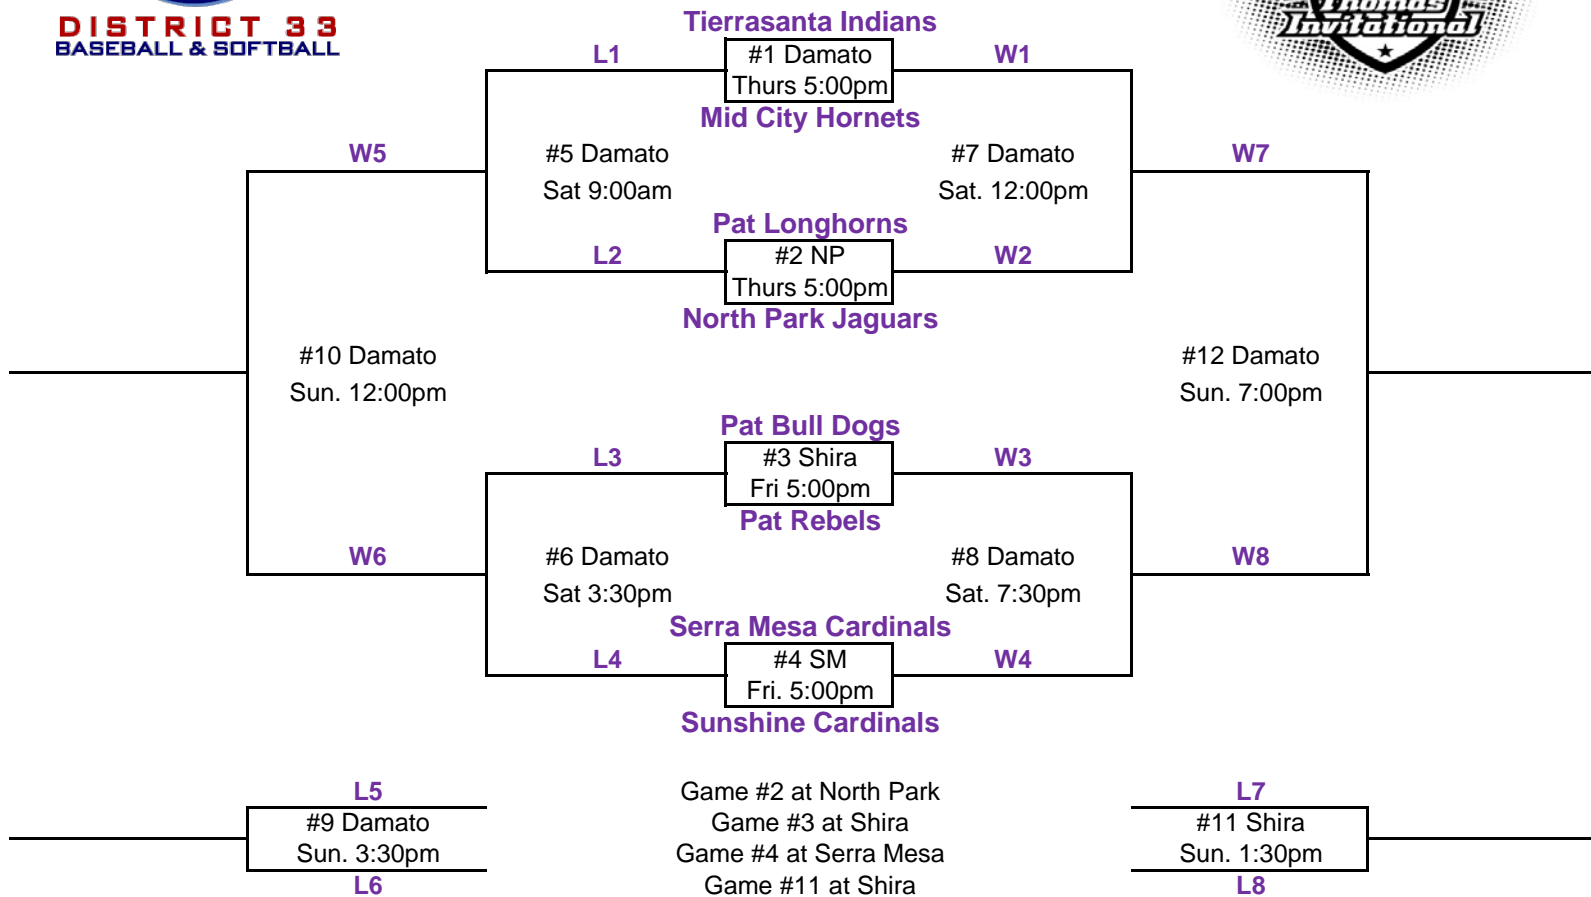 DISTRICT 33
BASEBALL & SOFTBALL
Thomas
Invitational
Tierrasanta Indians
L1
#1 Damato
W1
Thurs 5:00pm
Mid City Hornets
W5
#5 Damato
#7 Damato
W7
Sat 9:00am
Sat. 12:00pm
Pat Longhorns
L2
#2 NP
W2
Thurs 5:00pm
North Park Jaguars
#10 Damato
#12 Damato
Sun. 12:00pm
Sun. 7:00pm
Pat Bull Dogs
L3
#3 Shira
W3
Fri 5:00pm
Pat Rebels
W6
#6 Damato
#8 Damato
W8
Sat 3:30pm
Sat. 7:30pm
Serra Mesa Cardinals
L4
#4 SM
W4
Fri. 5:00pm
Sunshine Cardinals
L5
Game #2 at North Park
L7
#9 Damato
Game #3 at Shira
#11 Shira
Sun. 3:30pm
Game #4 at Serra Mesa
Sun. 1:30pm
L6
Game #11 at Shira
L8